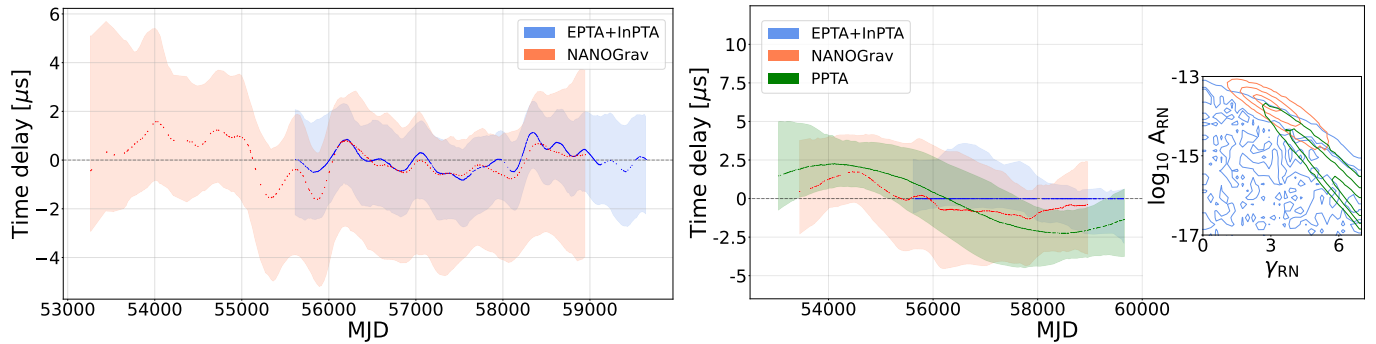 6
4
2
0
−2
−4
Time delay [μs]
53000 54000 55000 56000 57000 58000 59000
MJD
EPTA+InPTA
NANOGrav
10
7.5
5
2.5
0
-2.5
-5
Time delay [μs]
54000 56000 58000 60000
MJD
EPTA+InPTA
NANOGrav
PPTA
-13
-15
-17
log₁₀ A_RN
0 3 6
γ_RN